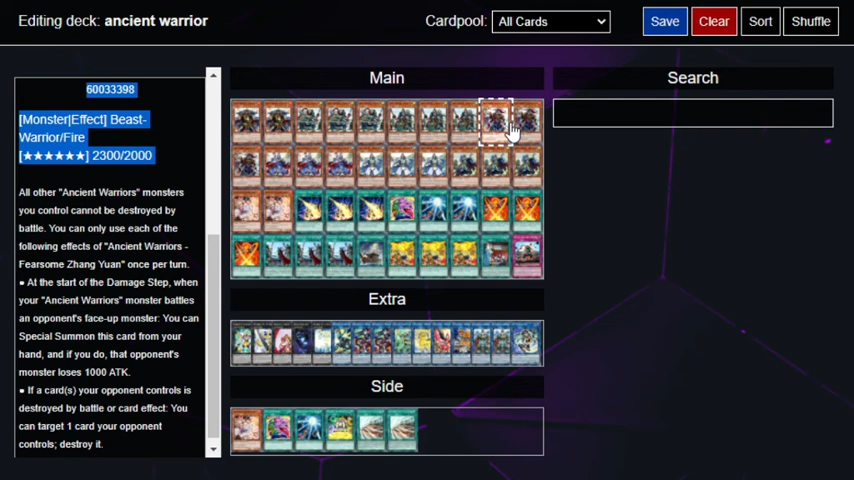 Editing deck: ancient warrior
Cardpool: All Cards
Save Clear Sort Shuffle
60033398
[Monster|Effect] Beast-
Warrior/Fire
[★★★★★★] 2300/2000
All other "Ancient Warriors" monsters
you control cannot be destroyed by
battle. You can only use each of the
following effects of "Ancient Warriors -
Fearsome Zhang Yuan" once per turn.
● At the start of the Damage Step, when
your "Ancient Warriors" monster battles
an opponent's face-up monster: You can
Special Summon this card from your
hand, and if you do, that opponent's
monster loses 1000 ATK.
● If a card(s) your opponent controls is
destroyed by battle or card effect: You
can target 1 card your opponent
controls; destroy it.
Main
Extra
Side
Search